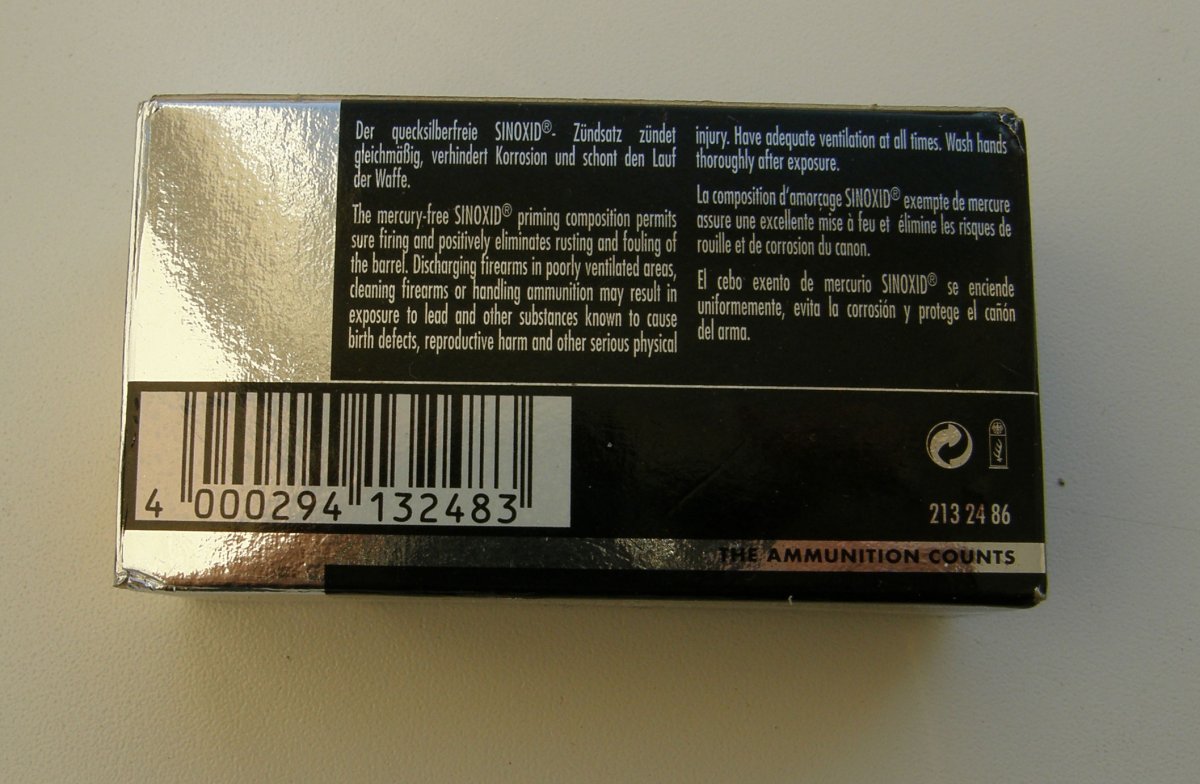 Der quecksilberfreie SINOXID®- Zündsatz zündet
gleichmäßig, verhindert Korrosion und schont den Lauf
der Waffe.
The mercury-free SINOXID® priming composition permits
sure firing and positively eliminates rusting and fouling of
the barrel. Discharging firearms in poorly ventilated areas,
cleaning firearms or handling ammunition may result in
exposure to lead and other substances known to cause
birth defects, reproductive harm and other serious physical
injury. Have adequate ventilation at all times. Wash hands
thoroughly after exposure.
La composition d'amorçage SINOXID® exempte de mercure
assure une excellente mise à feu et élimine les risques de
rouille et de corrosion du canon.
El cebo exento de mercurio SINOXID® se enciende
uniformemente, evita la corrosión y protege el cañón
del arma.
4 000294 132483
213 24 86
THE AMMUNITION COUNTS